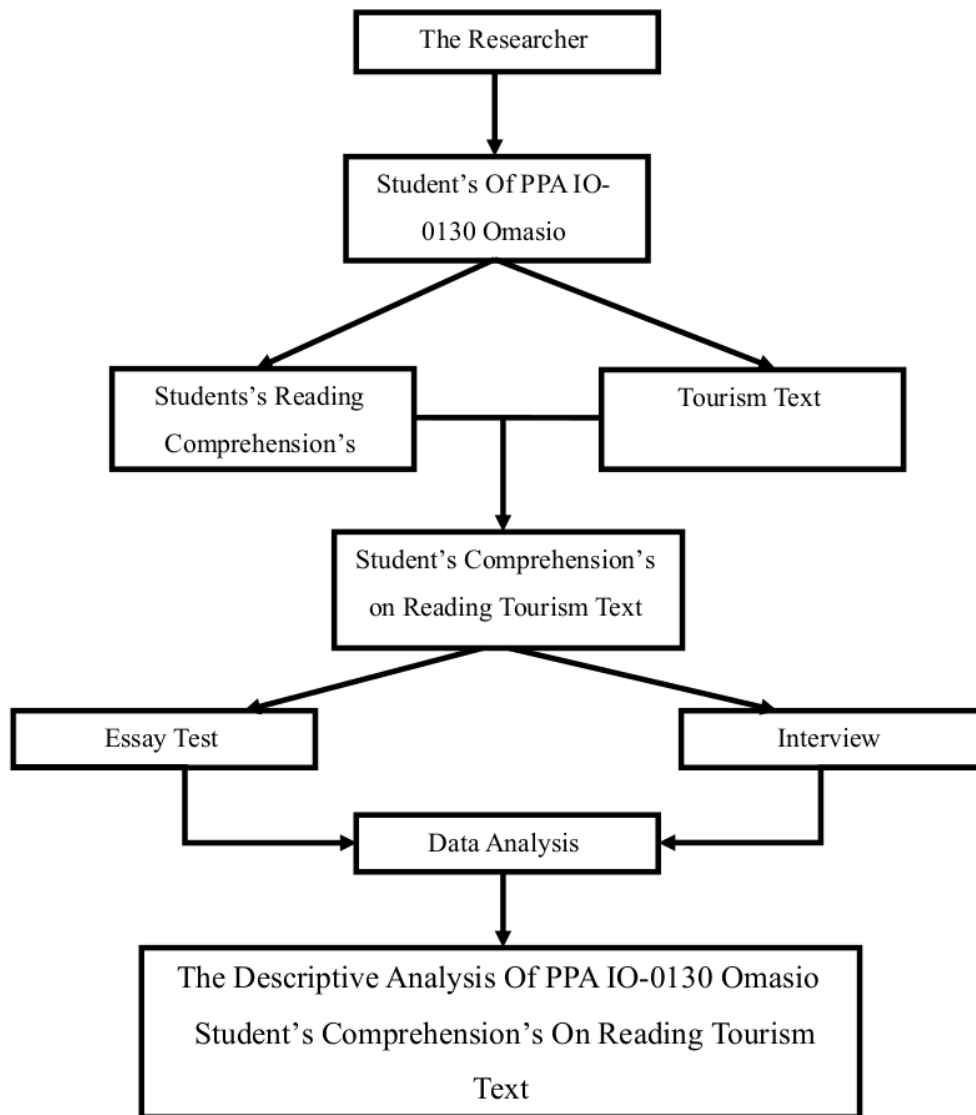 The Researcher
Student’s Of PPA IO-
0130 Omasio
Students’s Reading
Comprehension’s
Tourism Text
Student’s Comprehension’s
on Reading Tourism Text
Essay Test
Interview
Data Analysis
The Descriptive Analysis Of PPA IO-0130 Omasio
Student’s Comprehension’s On Reading Tourism
Text